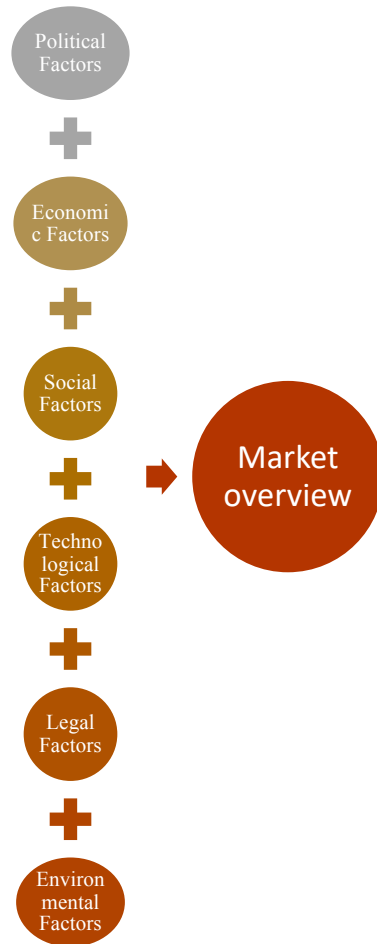 Political
Factors
Economi
c Factors
Social
Factors
Techno
logical
Factors
Legal
Factors
Environ
mental
Factors
Market
overview